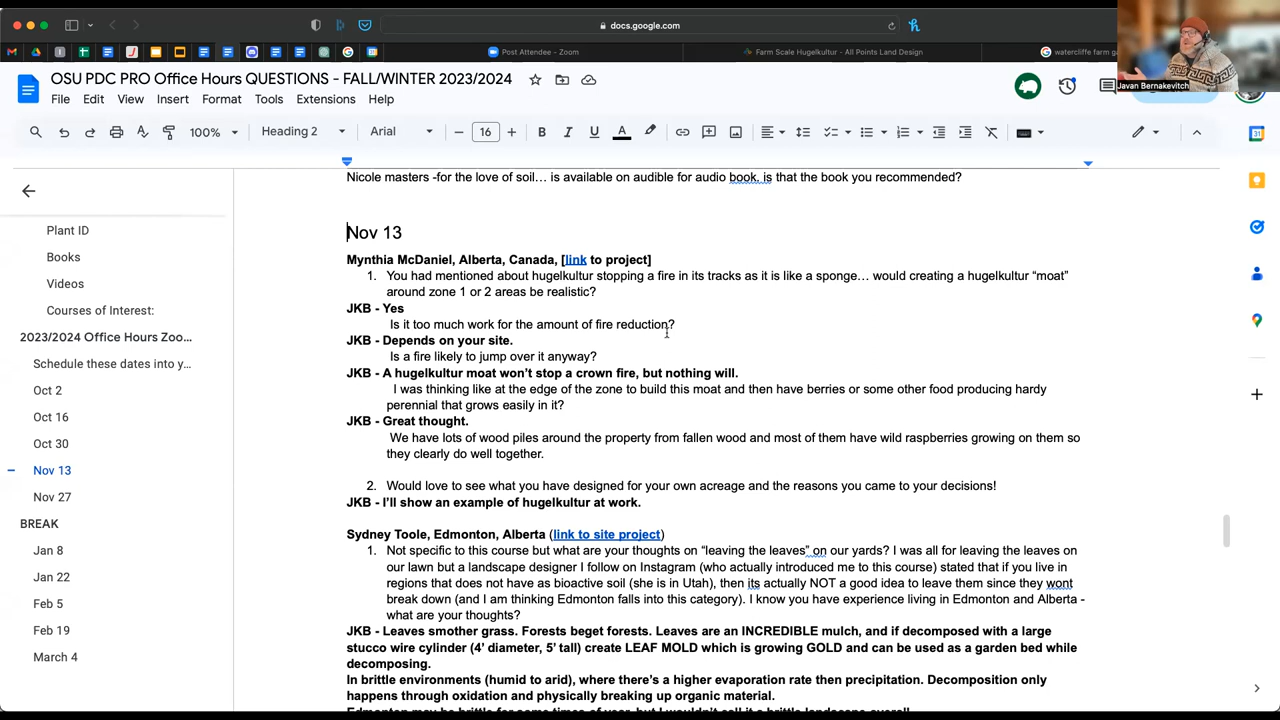 docs.google.com
Post Attendee - Zoom
Farm Scale Hugelkultur - All Points Land Design
watercliffe farm ga
Javan Bernakevitch
OSU PDC PRO Office Hours QUESTIONS - FALL/WINTER 2023/2024
File Edit View Insert Format Tools Extensions Help
100% Heading 2 Arial 16 B I U A
Nicole masters -for the love of soil… is available on audible for audio book. is that the book you recommended?
Plant ID
Books
Videos
Courses of Interest:
2023/2024 Office Hours Zoo...
Schedule these dates into y...
Oct 2
Oct 16
Oct 30
Nov 13
Nov 27
BREAK
Jan 8
Jan 22
Feb 5
Feb 19
March 4
Nov 13
Mynthia McDaniel, Alberta, Canada, [link to project]
1. You had mentioned about hugelkultur stopping a fire in its tracks as it is like a sponge… would creating a hugelkultur “moat”
around zone 1 or 2 areas be realistic?
JKB - Yes
Is it too much work for the amount of fire reduction?
JKB - Depends on your site.
Is a fire likely to jump over it anyway?
JKB - A hugelkultur moat won’t stop a crown fire, but nothing will.
I was thinking like at the edge of the zone to build this moat and then have berries or some other food producing hardy
perennial that grows easily in it?
JKB - Great thought.
We have lots of wood piles around the property from fallen wood and most of them have wild raspberries growing on them so
they clearly do well together.
2. Would love to see what you have designed for your own acreage and the reasons you came to your decisions!
JKB - I’ll show an example of hugelkultur at work.
Sydney Toole, Edmonton, Alberta (link to site project)
1. Not specific to this course but what are your thoughts on “leaving the leaves” on our yards? I was all for leaving the leaves on
our lawn but a landscape designer I follow on Instagram (who actually introduced me to this course) stated that if you live in
regions that does not have as bioactive soil (she is in Utah), then its actually NOT a good idea to leave them since they wont
break down (and I am thinking Edmonton falls into this category). I know you have experience living in Edmonton and Alberta -
what are your thoughts?
JKB - Leaves smother grass. Forests beget forests. Leaves are an INCREDIBLE mulch, and if decomposed with a large
stucco wire cylinder (4’ diameter, 5’ tall) create LEAF MOLD which is growing GOLD and can be used as a garden bed while
decomposing.
In brittle environments (humid to arid), where there’s a higher evaporation rate then precipitation. Decomposition only
happens through oxidation and physically breaking up organic material.
Edmonton may be brittle for some times of year, but I wouldn’t call it a brittle landscape overall.